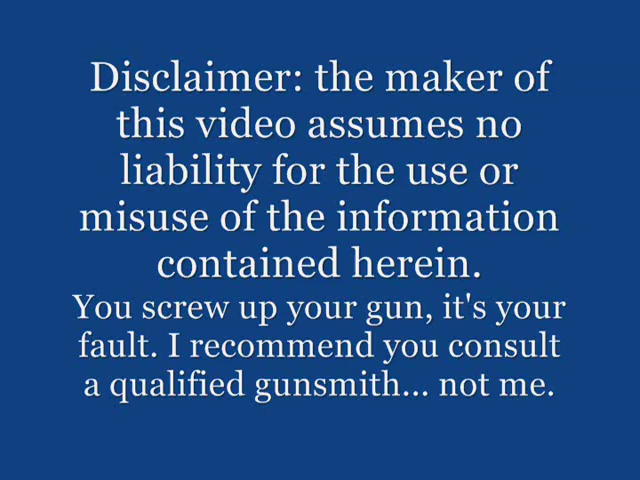 Disclaimer: the maker of
this video assumes no
liability for the use or
misuse of the information
contained herein.
You screw up your gun, it's your
fault. I recommend you consult
a qualified gunsmith... not me.